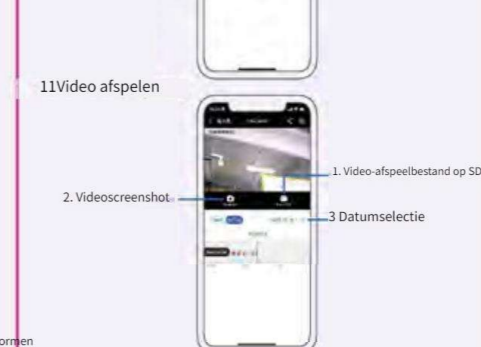 11Video afspelen
1. Video-afspeelbestand op SD
2. Videoscreenshot
3 Datumselectie
ormen